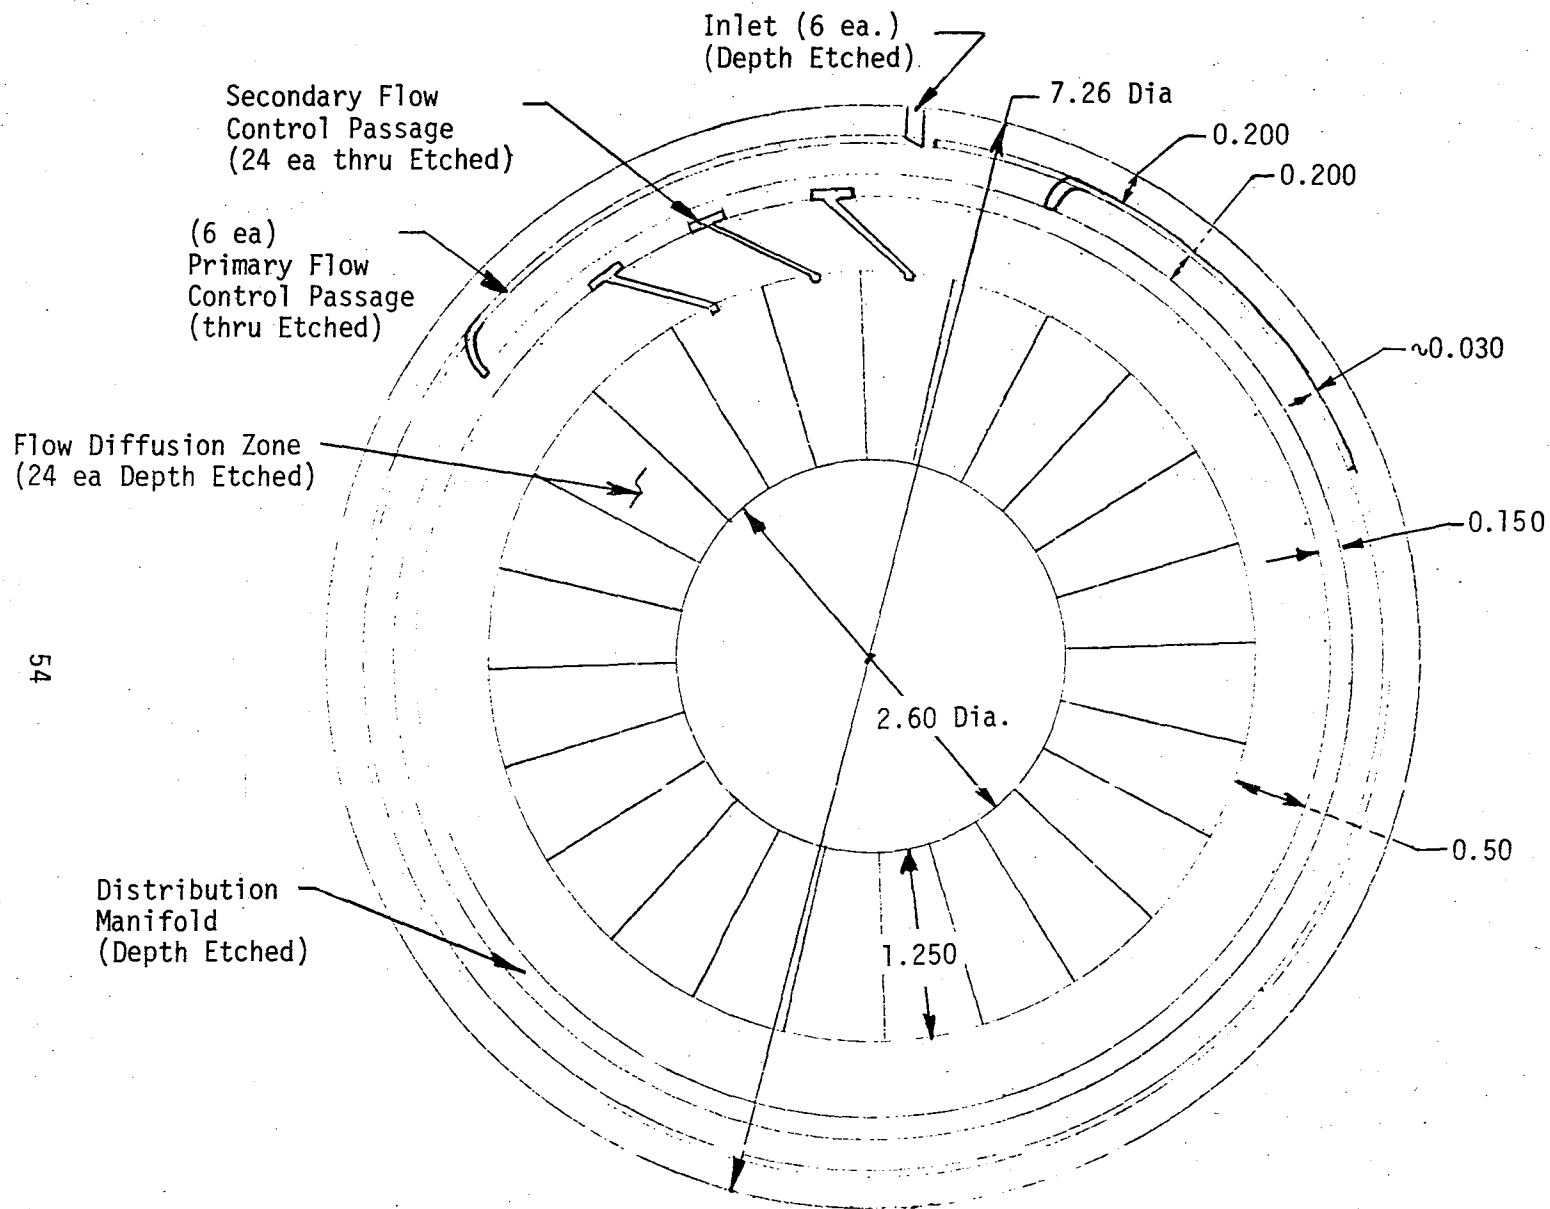 Inlet (6 ea.)
(Depth Etched)
7.26 Dia
Secondary Flow
Control Passage
(24 ea thru Etched)
0.200
0.200
(6 ea)
Primary Flow
Control Passage
(thru Etched)
~0.030
Flow Diffusion Zone
(24 ea Depth Etched)
0.150
54
2.60 Dia.
0.50
Distribution
Manifold
(Depth Etched)
1.250